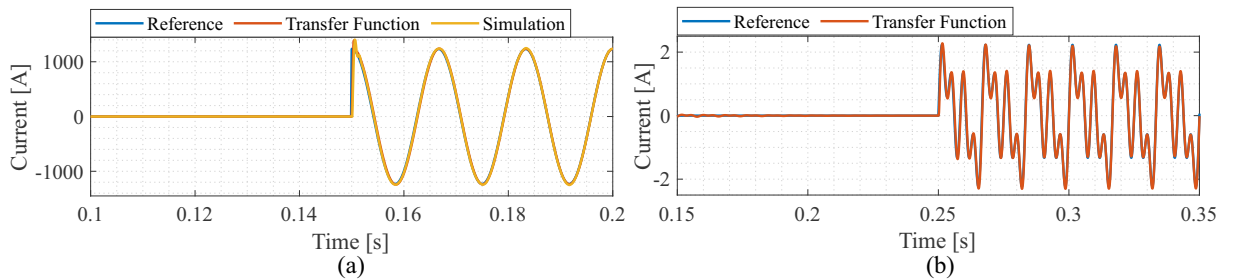 Reference Transfer Function Simulation
Current [A]
1000
0
-1000
0.1 0.12 0.14 0.16 0.18 0.2
Time [s]
(a)
Reference Transfer Function
Current [A]
2
0
-2
0.15 0.2 0.25 0.3 0.35
Time [s]
(b)